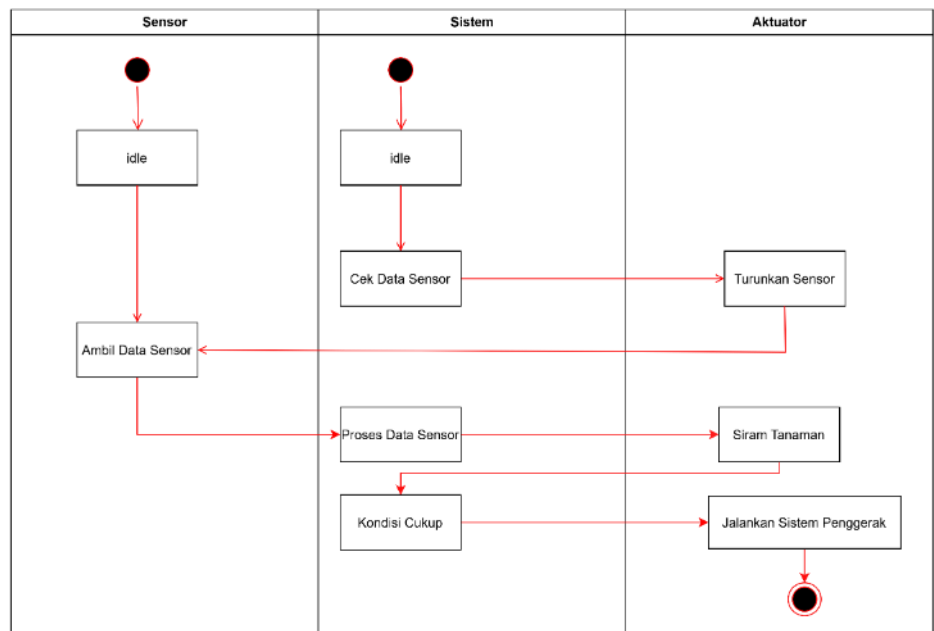 Sensor
Sistem
Aktuator
idle
idle
Cek Data Sensor
Turunkan Sensor
Ambil Data Sensor
Proses Data Sensor
Siram Tanaman
Kondisi Cukup
Jalankan Sistem Penggerak